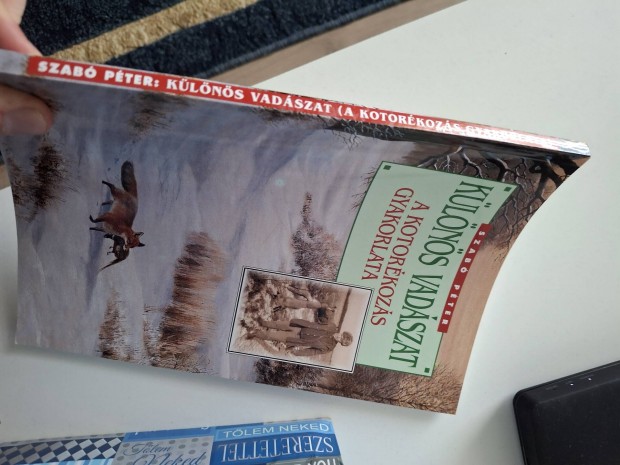 SZABÓ PÉTER: KÜLÖNÖS VADÁSZAT (A KOTORÉKOZÁS
SZABÓ PÉTER
KÜLÖNÖS VADÁSZAT
A KOTORÉKOZÁS
GYAKORLATA
TŐLEM NEKED
SZERETETTEL